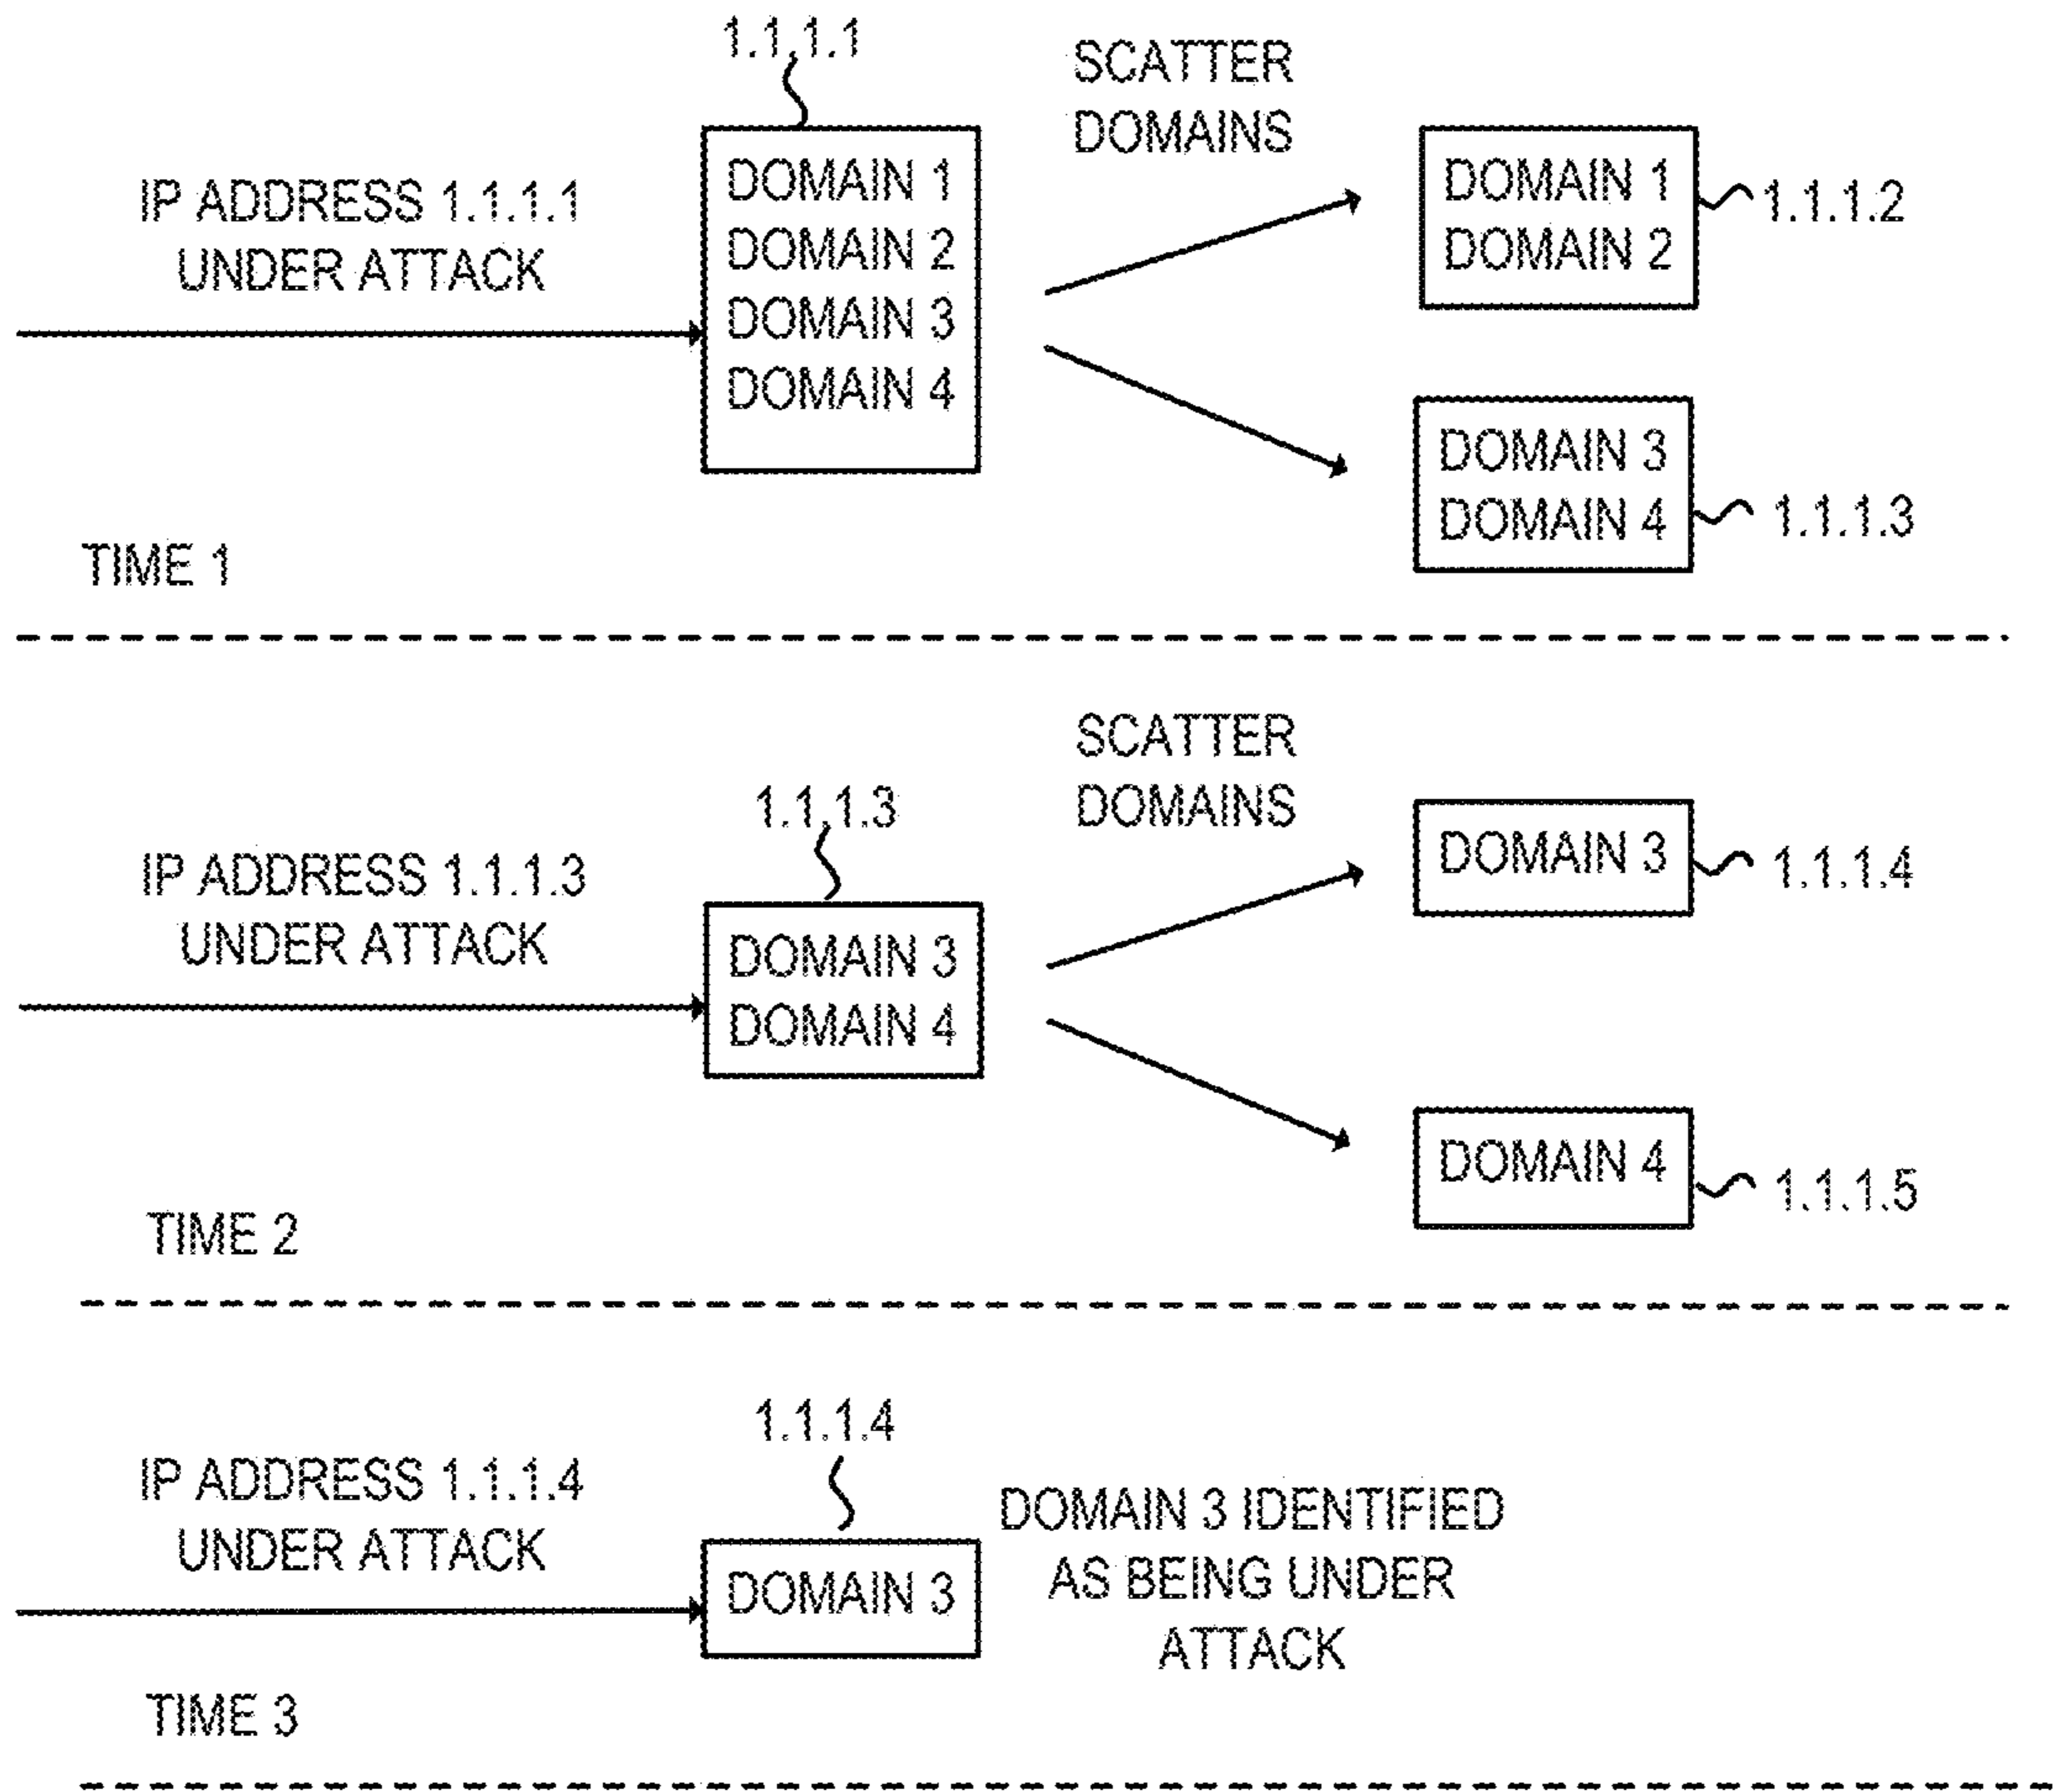 1.1.1.1
SCATTER
DOMAINS
IP ADDRESS 1.1.1.1
UNDER ATTACK
DOMAIN 1
DOMAIN 2
DOMAIN 3
DOMAIN 4
DOMAIN 1
DOMAIN 2
1.1.1.2
DOMAIN 3
DOMAIN 4
1.1.1.3
TIME 1
SCATTER
DOMAINS
1.1.1.3
IP ADDRESS 1.1.1.3
UNDER ATTACK
DOMAIN 3
DOMAIN 4
DOMAIN 3
1.1.1.4
DOMAIN 4
1.1.1.5
TIME 2
1.1.1.4
IP ADDRESS 1.1.1.4
UNDER ATTACK
DOMAIN 3
DOMAIN 3 IDENTIFIED
AS BEING UNDER
ATTACK
TIME 3